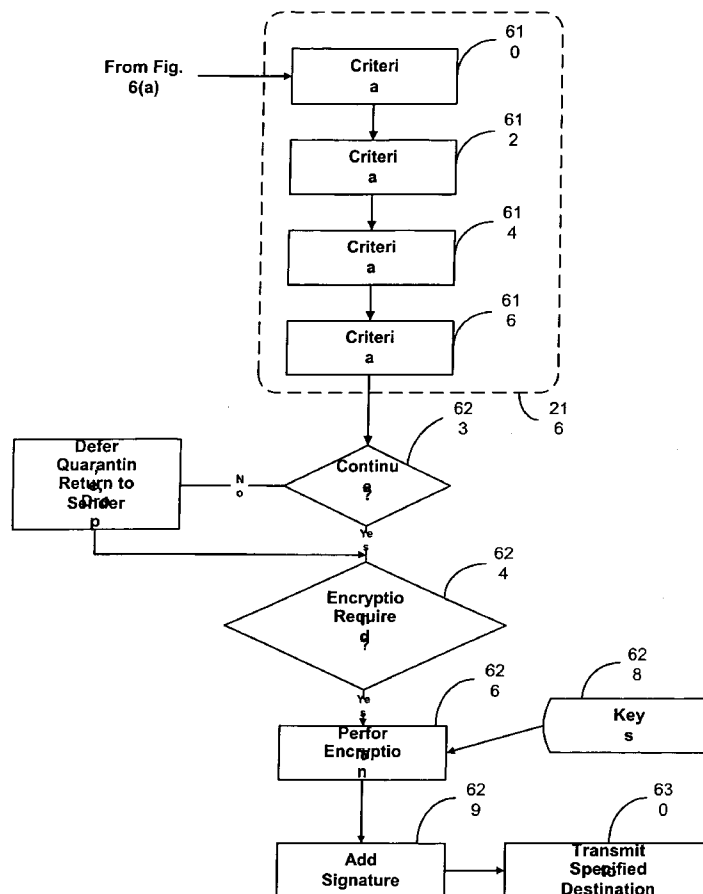 61
0
From Fig.
6(a)
Criteri
a
61
2
Criteri
a
61
4
Criteri
a
61
6
Criteri
a
62
3
21
6
Defer
Quarantin
Return to
Sender
Drop
N
o
Continu
e
?
Ye
s
62
4
Encryptio
n
Require
d
?
Ye
s
62
6
62
8
Key
s
Perfor
m
Encryptio
n
62
9
63
0
Add
Signature
Transmit
to
Specified
Destination